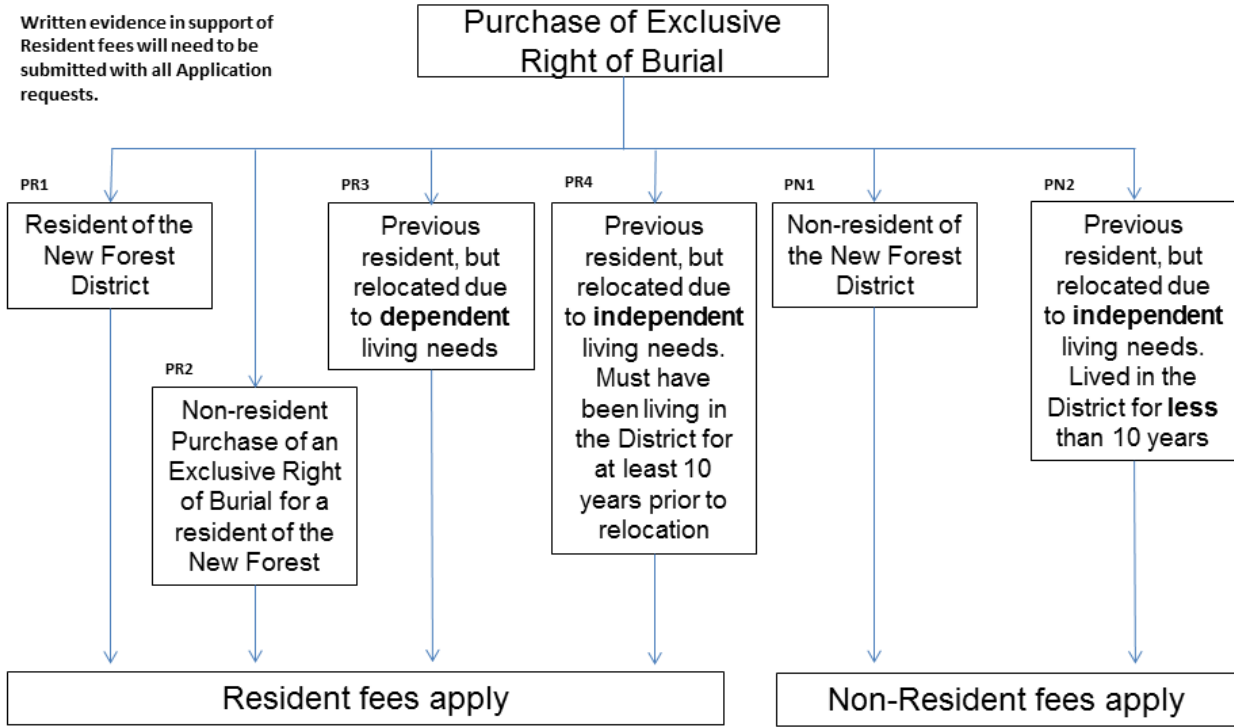 Written evidence in support of
Resident fees will need to be
submitted with all Application
requests.
Purchase of Exclusive
Right of Burial
PR1
Resident of the
New Forest
District
PR2
Non-resident
Purchase of an
Exclusive Right
of Burial for a
resident of the
New Forest
PR3
Previous
resident, but
relocated due
to dependent
living needs
PR4
Previous
resident, but
relocated due
to independent
living needs.
Must have
been living in
the District for
at least 10
years prior to
relocation
PN1
Non-resident of
the New Forest
District
PN2
Previous
resident, but
relocated due
to independent
living needs.
Lived in the
District for less
than 10 years
Resident fees apply
Non-Resident fees apply